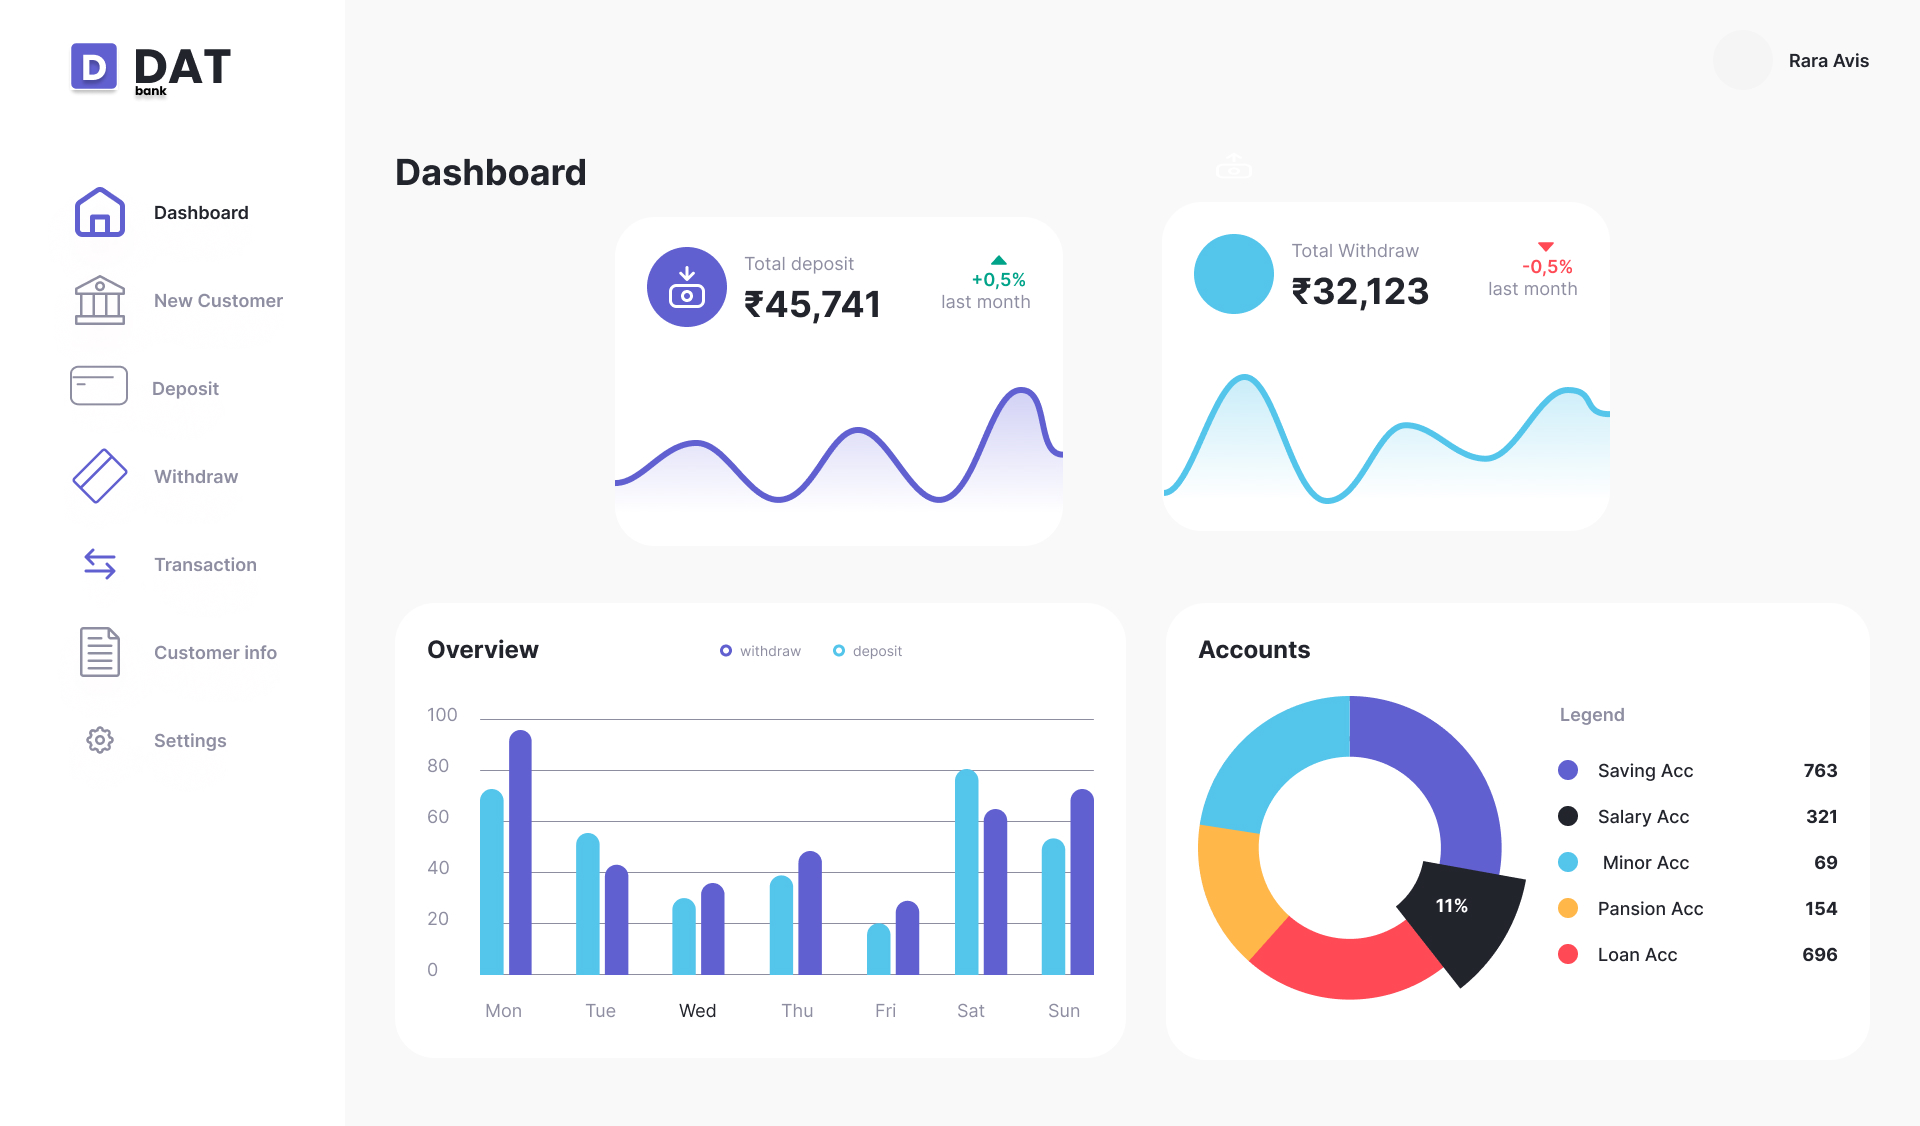 D DAT
bank
Rara Avis
Dashboard
New Customer
Deposit
Withdraw
Transaction
Customer info
Settings
Dashboard
Total deposit
₹45,741
+0,5%
last month
Total Withdraw
₹32,123
-0,5%
last month
Overview
withdraw
deposit
100
80
60
40
20
0
Mon
Tue
Wed
Thu
Fri
Sat
Sun
Accounts
11%
Legend
Saving Acc 763
Salary Acc 321
Minor Acc 69
Pansion Acc 154
Loan Acc 696